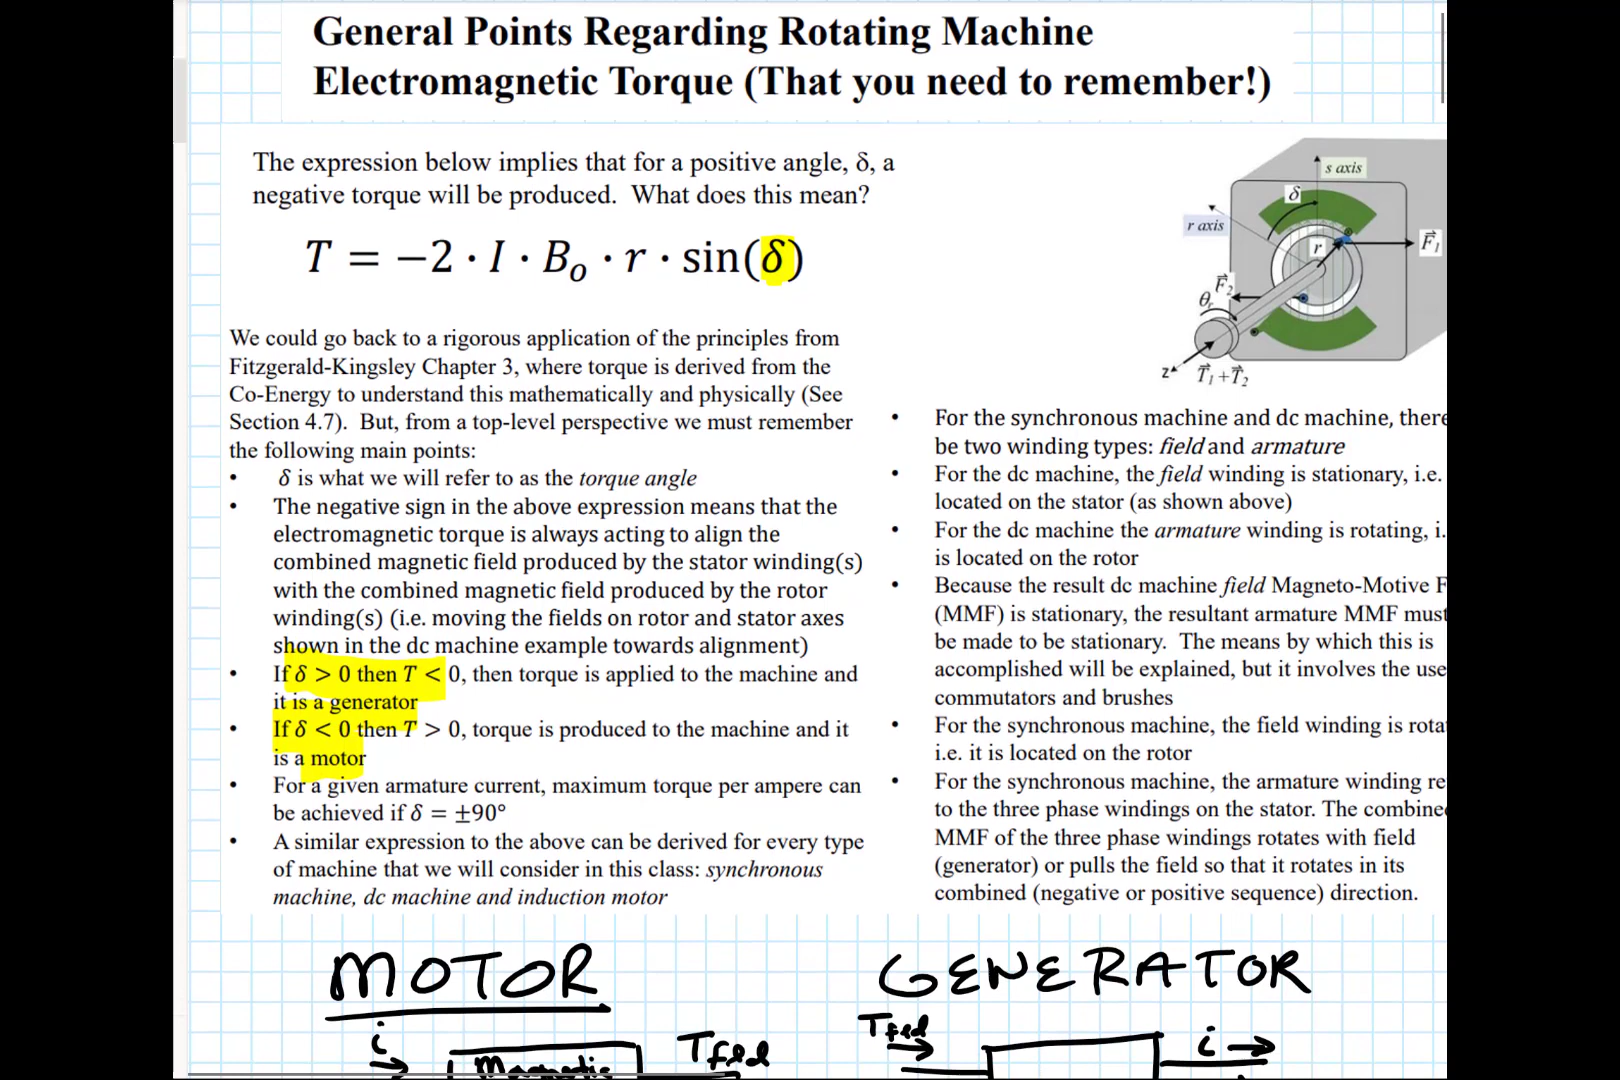 General Points Regarding Rotating Machine
Electromagnetic Torque (That you need to remember!)
The expression below implies that for a positive angle, δ, a
negative torque will be produced. What does this mean?
T = −2 · I · Bₒ · r · sin(δ)
We could go back to a rigorous application of the principles from
Fitzgerald-Kingsley Chapter 3, where torque is derived from the
Co-Energy to understand this mathematically and physically (See
Section 4.7). But, from a top-level perspective we must remember
the following main points:
• δ is what we will refer to as the torque angle
• The negative sign in the above expression means that the
electromagnetic torque is always acting to align the
combined magnetic field produced by the stator winding(s)
with the combined magnetic field produced by the rotor
winding(s) (i.e. moving the fields on rotor and stator axes
shown in the dc machine example towards alignment)
• If δ > 0 then T < 0, then torque is applied to the machine and
it is a generator
• If δ < 0 then T > 0, torque is produced to the machine and it
is a motor
• For a given armature current, maximum torque per ampere can
be achieved if δ = ±90°
• A similar expression to the above can be derived for every type
of machine that we will consider in this class: synchronous
machine, dc machine and induction motor
s axis
δ
r axis
r
F⃗₁
F⃗₂
θᵣ
z
T⃗₁+T⃗₂
• For the synchronous machine and dc machine, there
be two winding types: field and armature
• For the dc machine, the field winding is stationary, i.e.
located on the stator (as shown above)
• For the dc machine the armature winding is rotating, i.
is located on the rotor
• Because the result dc machine field Magneto-Motive F
(MMF) is stationary, the resultant armature MMF must
be made to be stationary. The means by which this is
accomplished will be explained, but it involves the use
commutators and brushes
• For the synchronous machine, the field winding is rota
i.e. it is located on the rotor
• For the synchronous machine, the armature winding re
to the three phase windings on the stator. The combine
MMF of the three phase windings rotates with field
(generator) or pulls the field so that it rotates in its
combined (negative or positive sequence) direction.
MOTOR
i
Magnetic
Tfld
GENERATOR
Tfld
i